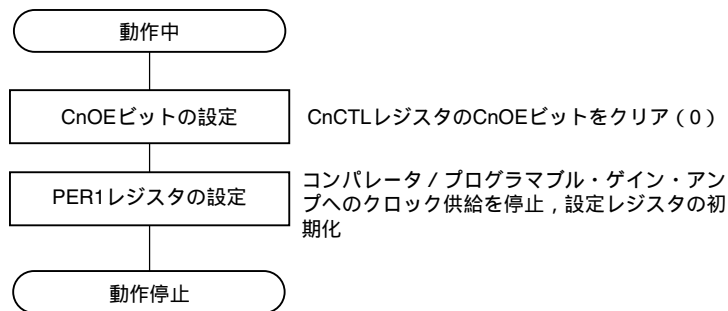 動作中
CnOEビットの設定
CnCTLレジスタのCnOEビットをクリア（0）
PER1レジスタの設定
コンパレータ／プログラマブル・ゲイン・アン
プへのクロック供給を停止，設定レジスタの初
期化
動作停止